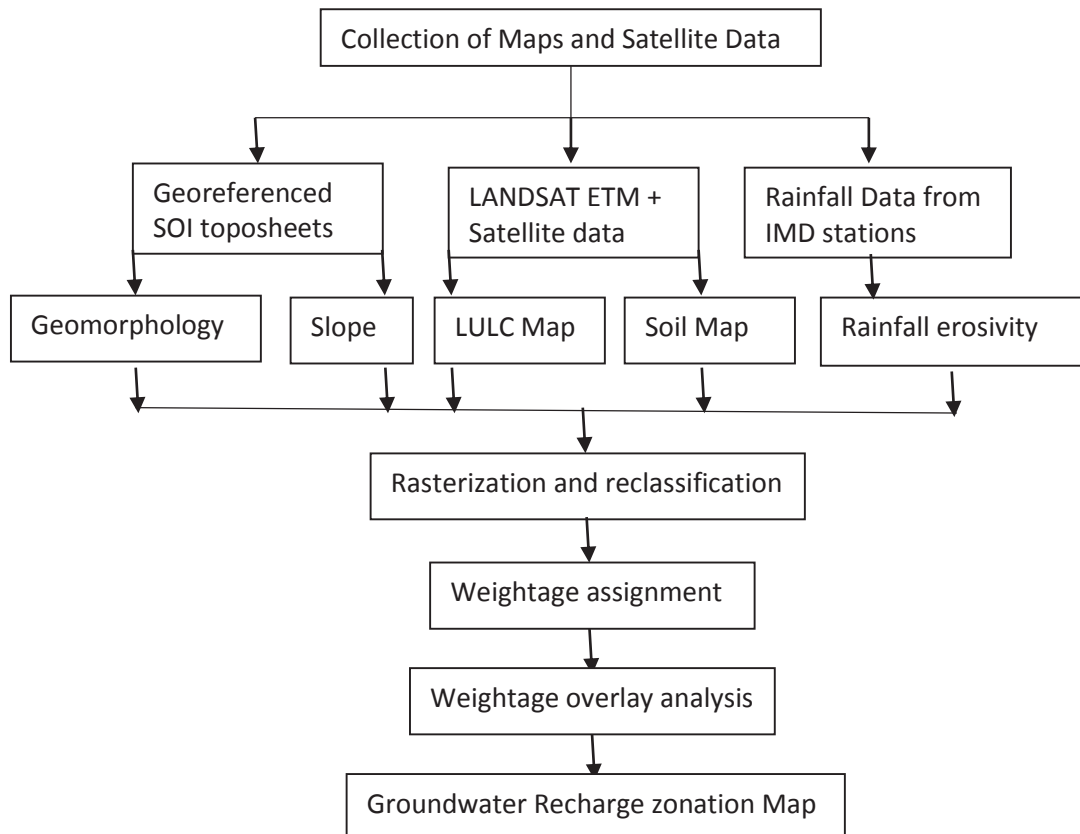 Collection of Maps and Satellite Data
Georeferenced
SOI toposheets
LANDSAT ETM +
Satellite data
Rainfall Data from
IMD stations
Geomorphology
Slope
LULC Map
Soil Map
Rainfall erosivity
Rasterization and reclassification
Weightage assignment
Weightage overlay analysis
Groundwater Recharge zonation Map